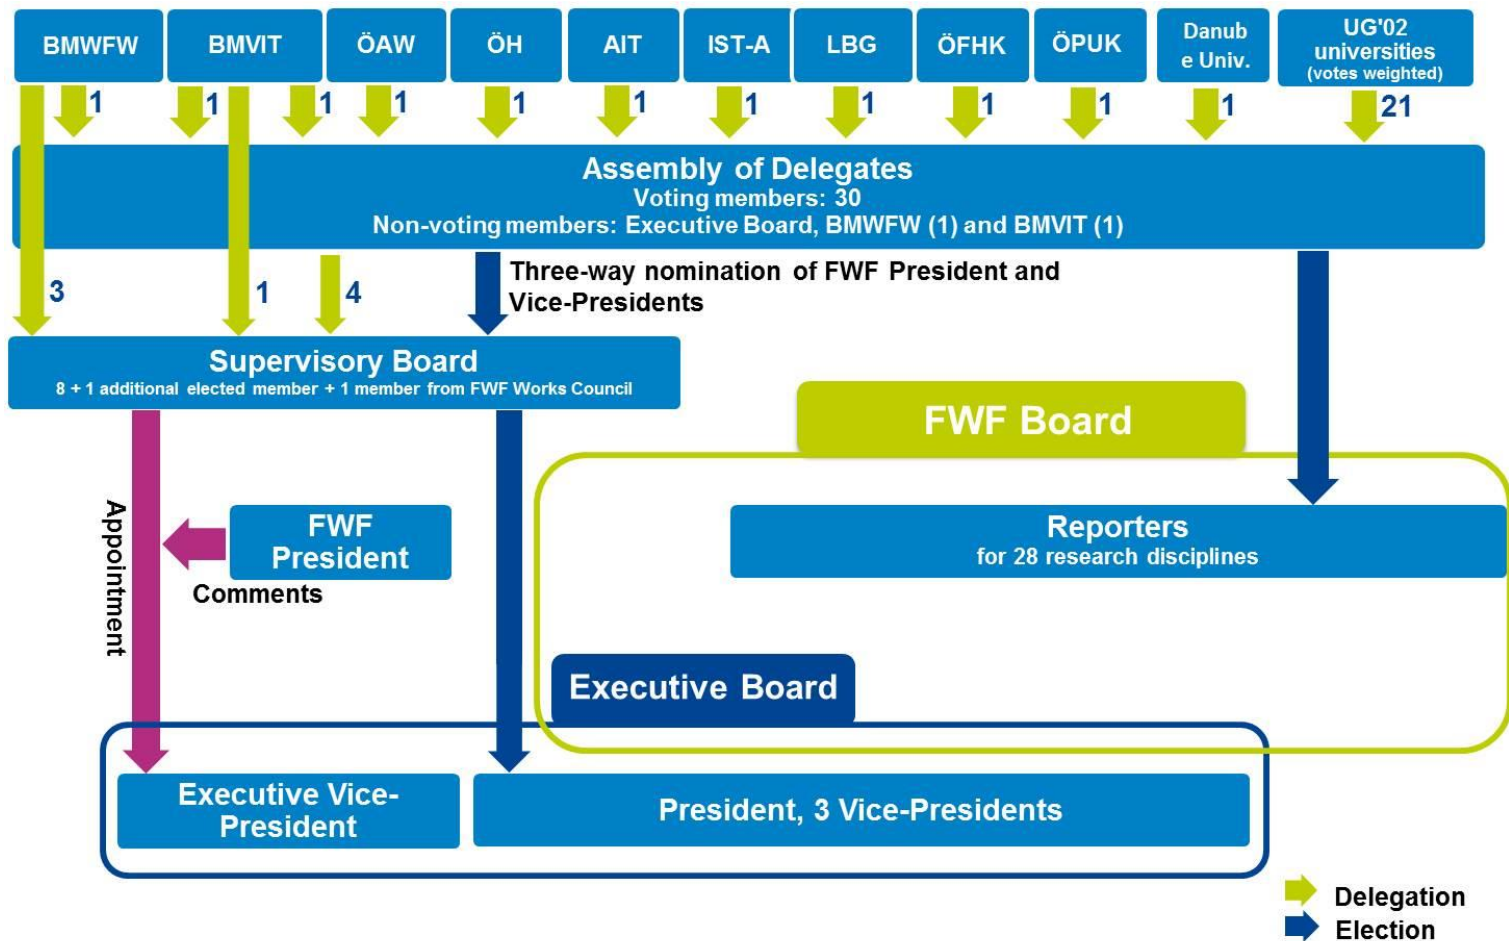 BMWFW
BMVIT
ÖAW
ÖH
AIT
IST-A
LBG
ÖFHK
ÖPUK
Danub
e Univ.
UG'02
universities
(votes weighted)
1
1
1
1
1
1
1
1
1
1
1
21
Assembly of Delegates
Voting members: 30
Non-voting members: Executive Board, BMWFW (1) and BMVIT (1)
3
1
4
Three-way nomination of FWF President and
Vice-Presidents
Supervisory Board
8 + 1 additional elected member + 1 member from FWF Works Council
FWF Board
Appointment
FWF
President
Comments
Reporters
for 28 research disciplines
Executive Board
Executive Vice-
President
President, 3 Vice-Presidents
Delegation
Election